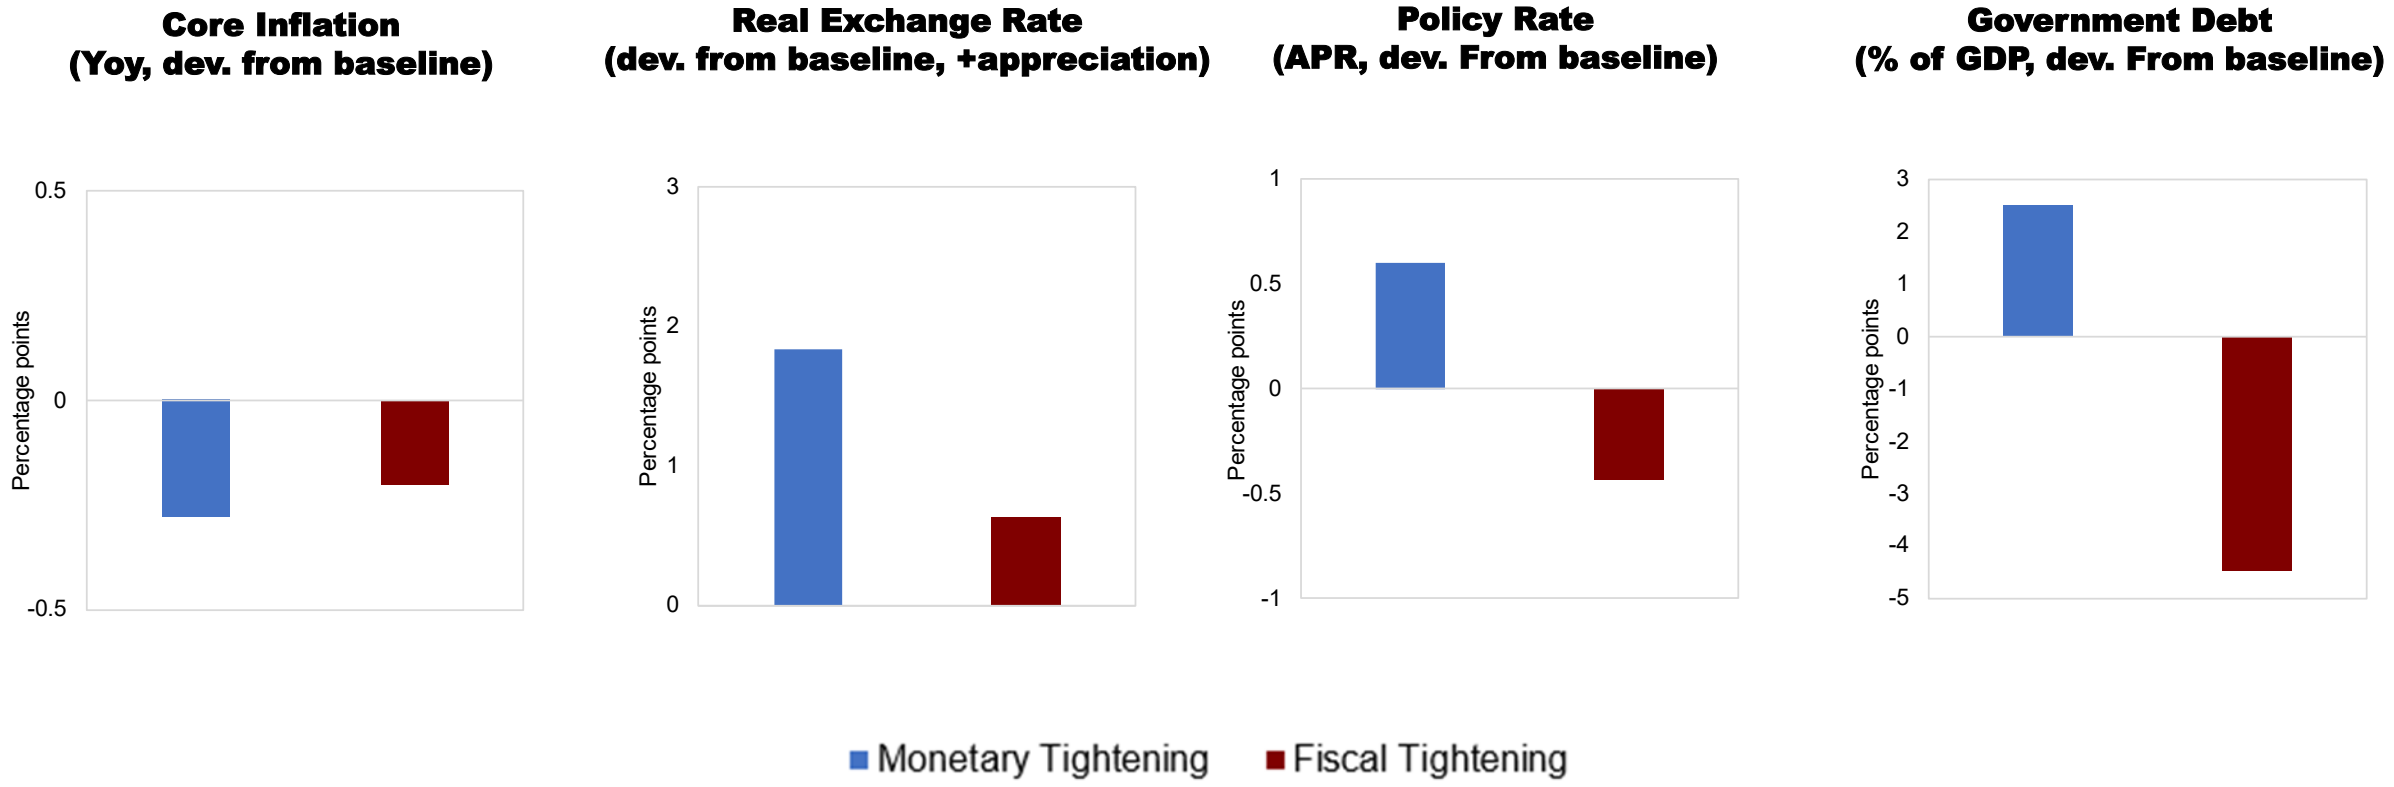 Core Inflation
(Yoy, dev. from baseline)
0.5
0
-0.5
Percentage points
Real Exchange Rate
(dev. from baseline, +appreciation)
3
2
1
0
Percentage points
Policy Rate
(APR, dev. From baseline)
1
0.5
0
-0.5
-1
Percentage points
Government Debt
(% of GDP, dev. From baseline)
3
2
1
0
-1
-2
-3
-4
-5
Percentage points
Monetary Tightening
Fiscal Tightening